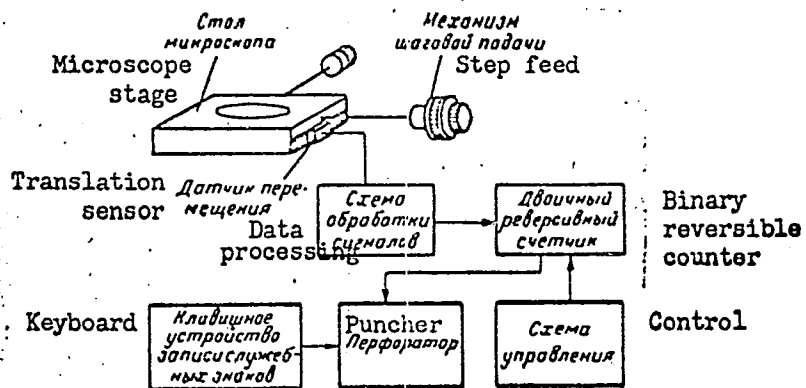 Стол
микроскопа
Механизм
шаговой подачи
Microscope
stage
Step feed
Translation
sensor
Датчик пере-
мещения
Схема
обработки
сигналов
Data
processing
Двоичный
реверсивный
счетчик
Binary
reversible
counter
Keyboard
Клавишное
устройство
записи служеб-
ных знаков
Puncher
Перфоратор
Схема
управления
Control